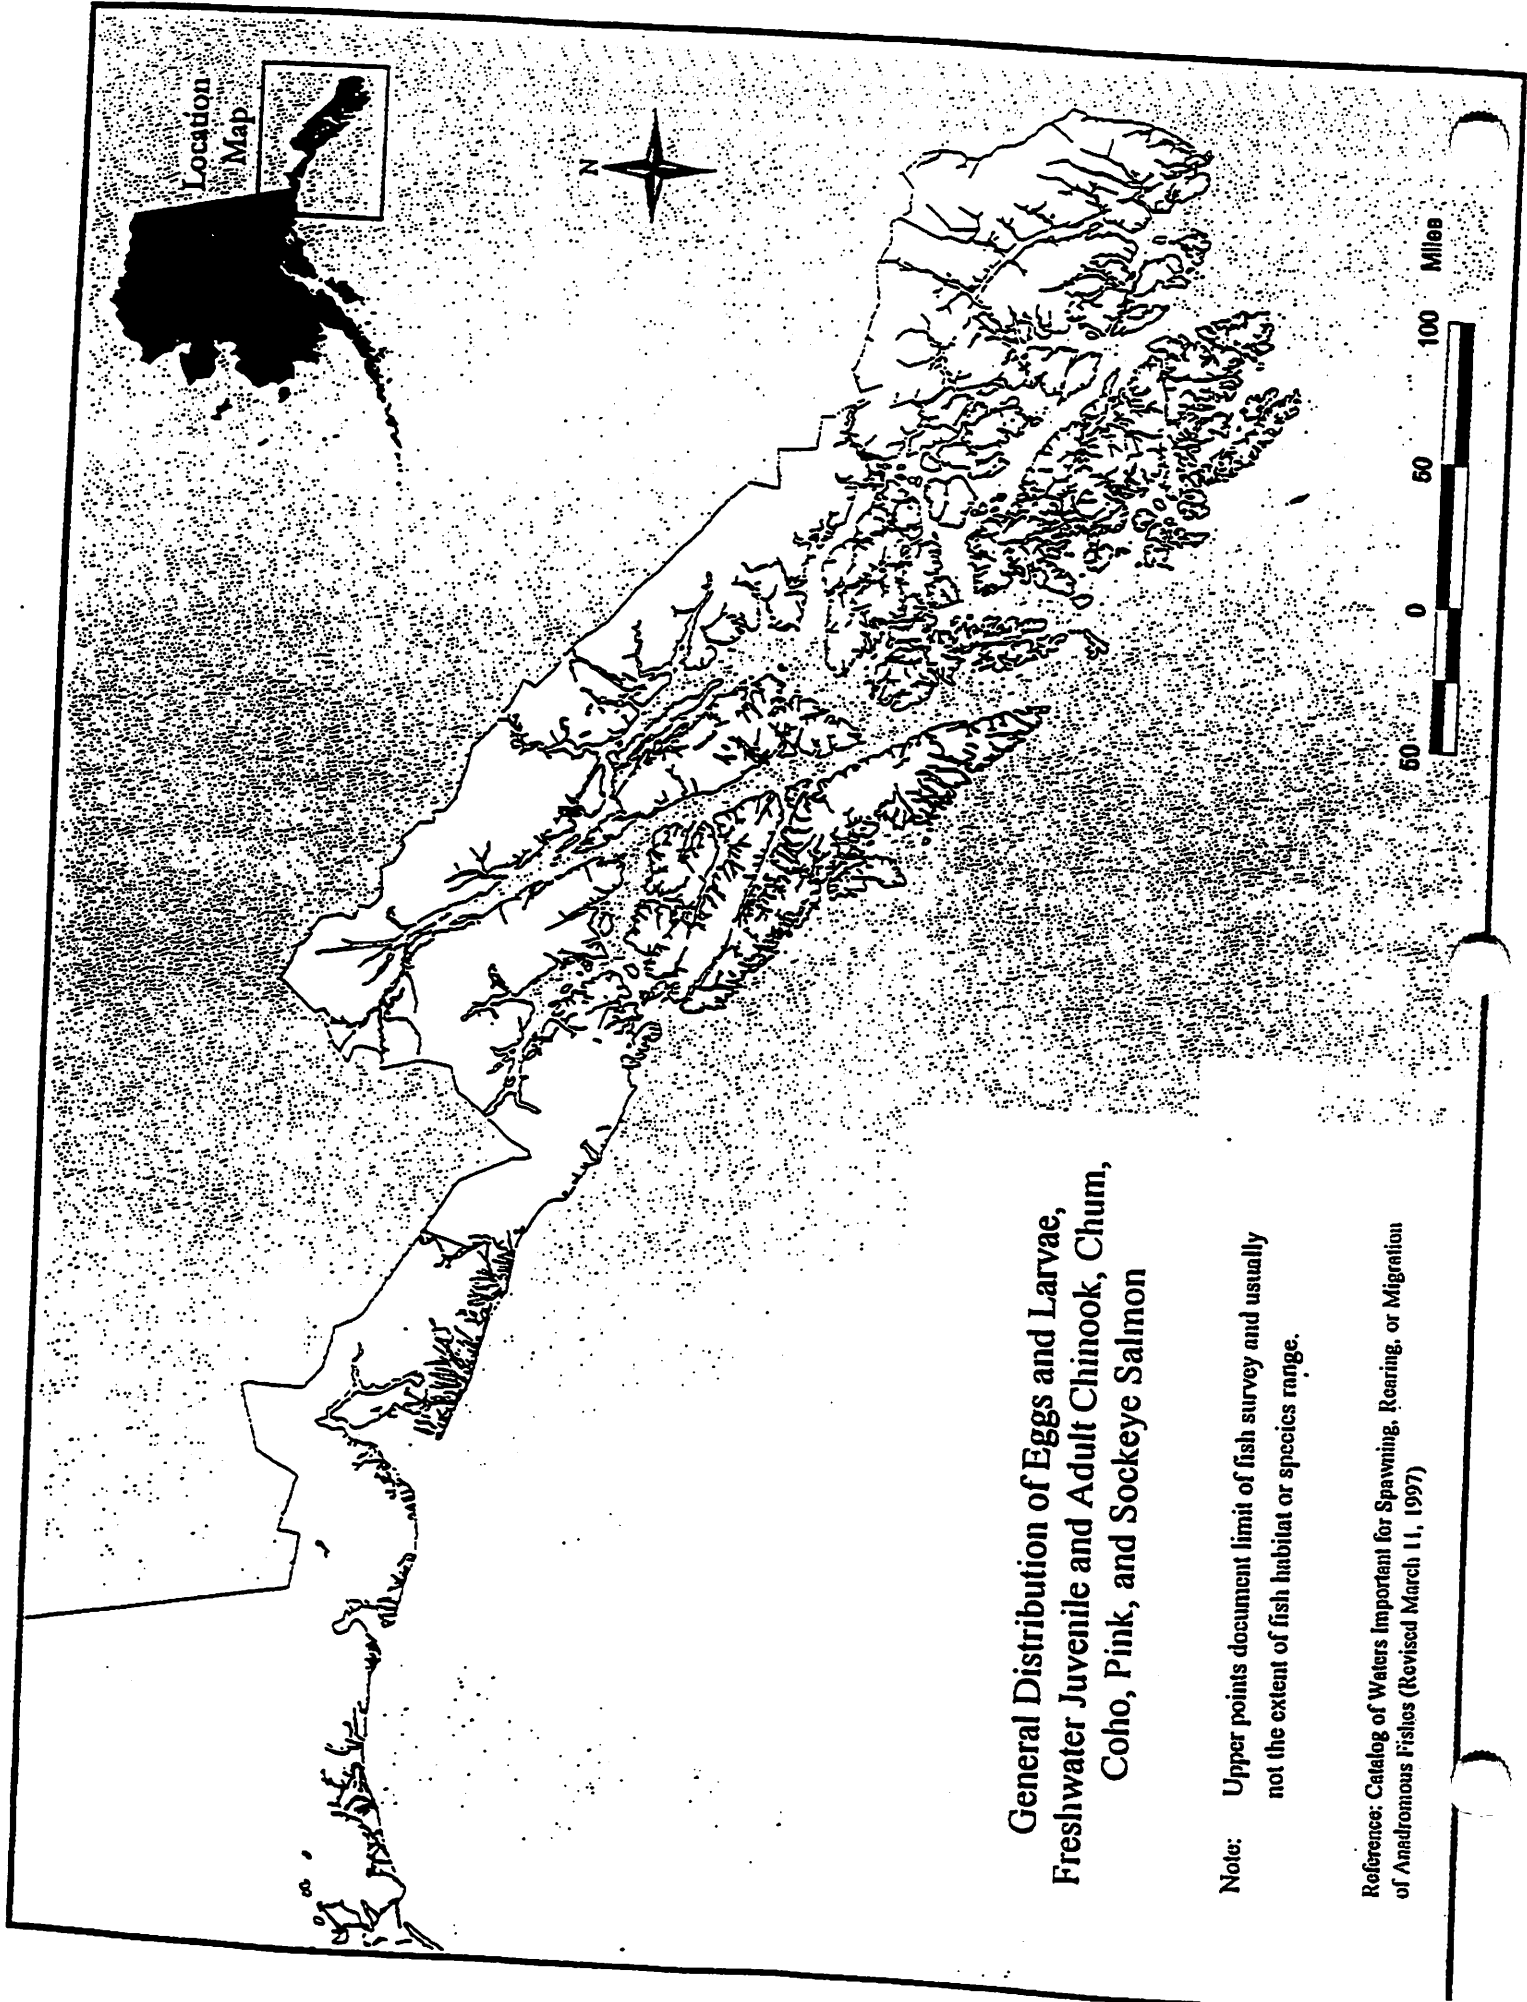 Location
Map
N
General Distribution of Eggs and Larvae,
Freshwater Juvenile and Adult Chinook, Chum,
Coho, Pink, and Sockeye Salmon
Note: Upper points document limit of fish survey and usually
not the extent of fish habitat or species range.
Reference: Catalog of Waters Important for Spawning, Rearing, or Migration
of Anadromous Fishes (Revised March 11, 1997)
50 0 50 100 Miles